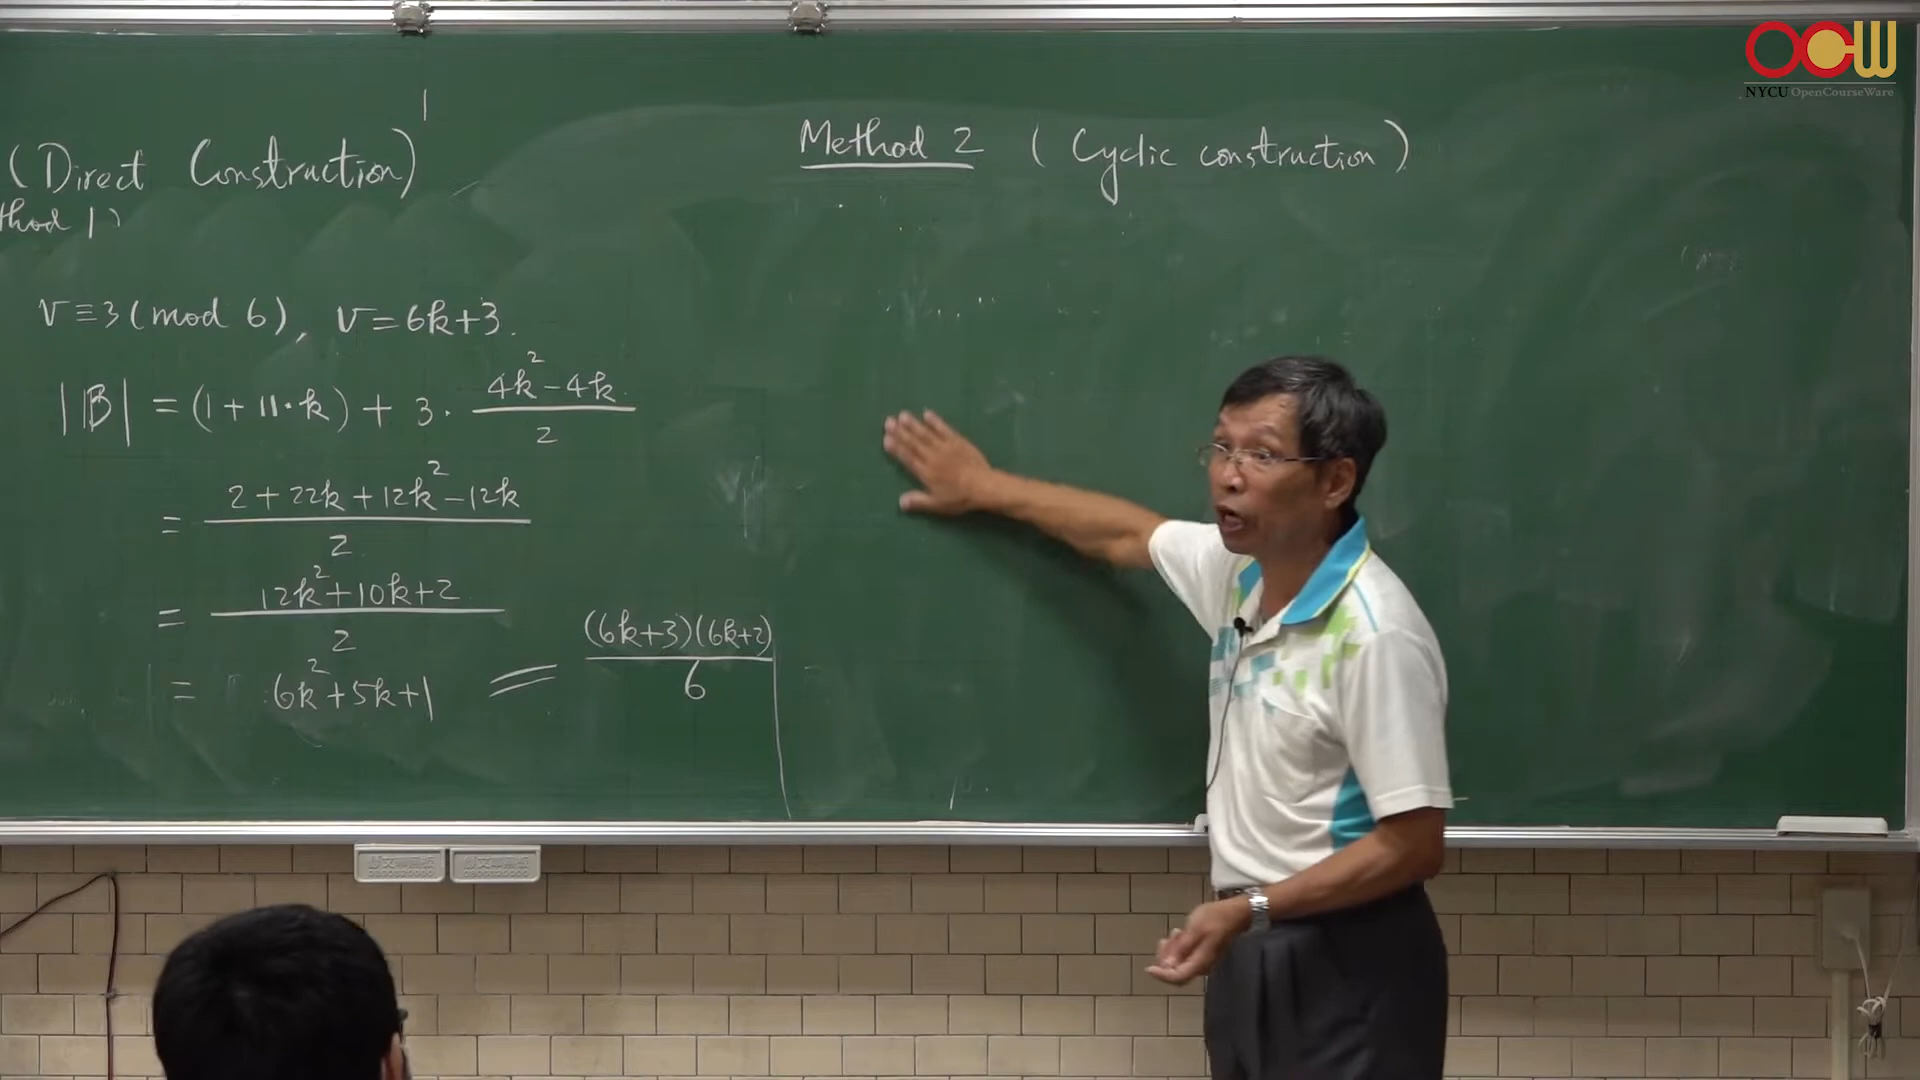 OCW
NYCU OpenCourseWare
(Direct Construction)
thod 1)
v ≡ 3 (mod 6), v = 6k+3.
|B| = (1 + 11·k) + 3 · (4k² - 4k) / 2
= (2 + 22k + 12k² - 12k) / 2
= (12k² + 10k + 2) / 2
= 6k² + 5k + 1 = (6k+3)(6k+2) / 6
Method 2 (Cyclic construction)